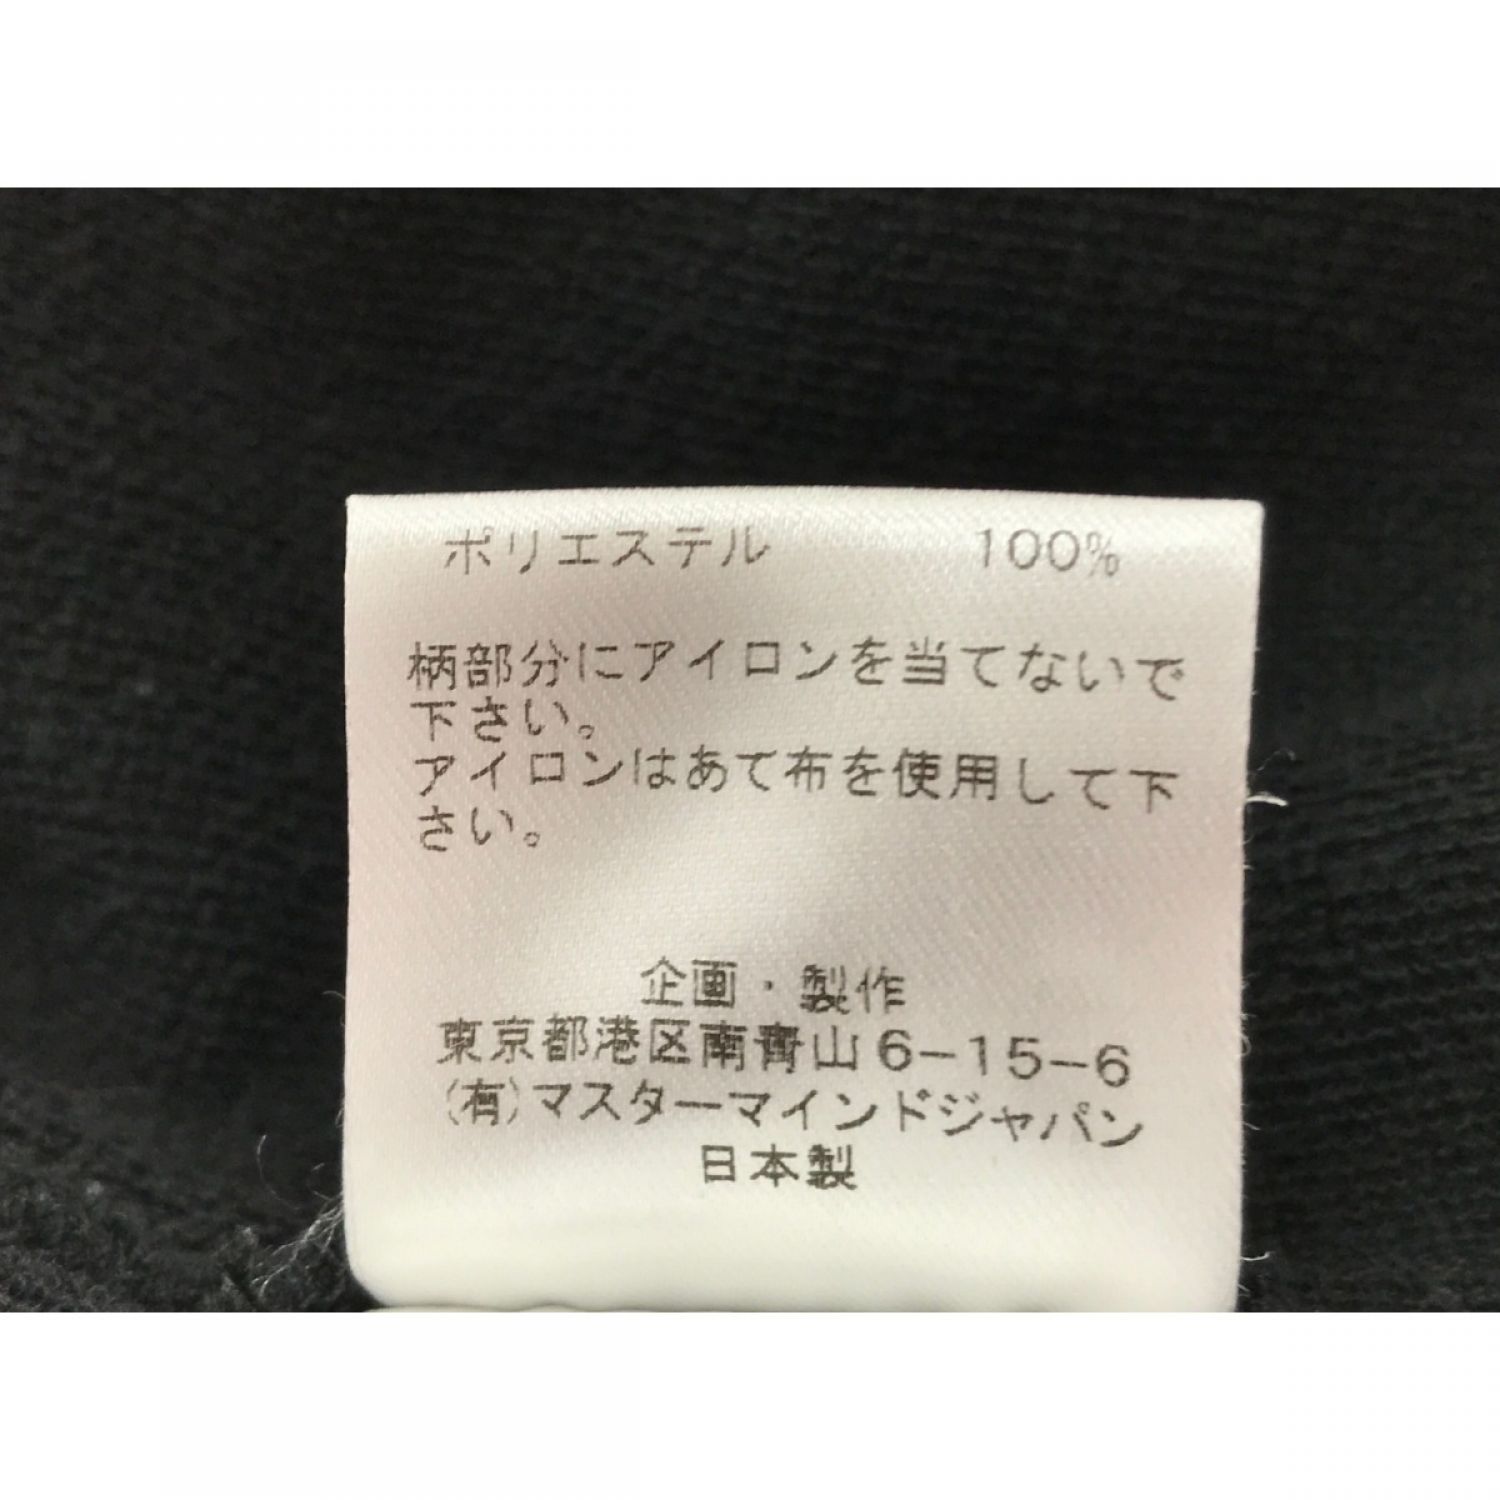 ポリエステル 100%
柄部分にアイロンを当てないで
下さい。
アイロンはあて布を使用して下
さい。
企画・製作
東京都港区南青山6-15-6
(有)マスターマインドジャパン
日本製